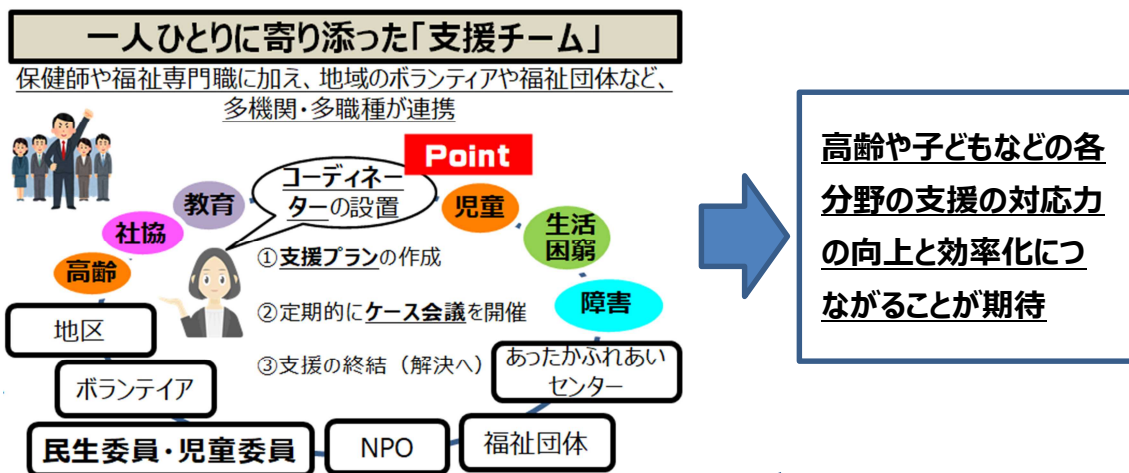 一人ひとりに寄り添った「支援チーム」
保健師や福祉専門職に加え、地域のボランティアや福祉団体など、
多機関・多職種が連携
Point
コーディネー
ターの設置
教育
児童
社協
生活
困窮
高齢
障害
①支援プランの作成
②定期的にケース会議を開催
③支援の終結（解決へ）
地区
ボランテイア
民生委員・児童委員
NPO
福祉団体
あったかふれあい
センター
高齢や子どもなどの各
分野の支援の対応力
の向上と効率化につ
ながることが期待